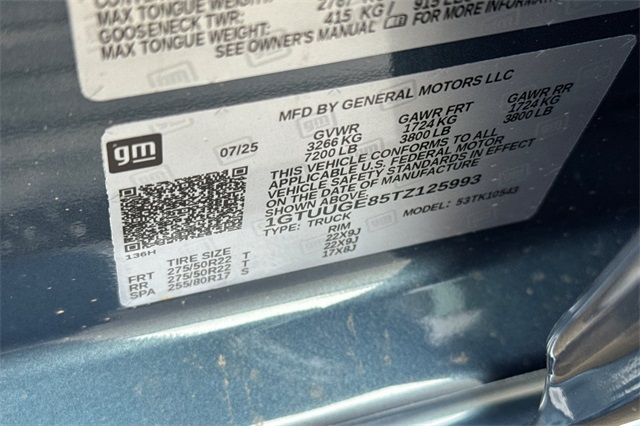 2787
GOOSENECK TWR:
MAX TONGUE WEIGHT: 415 KG / 915 LB
SEE OWNER'S MANUAL FOR MORE INFORMATION
gm
07/25
MFD BY GENERAL MOTORS LLC
GVWR GAWR FRT GAWR RR
3266 KG 1724 KG 1724 KG
7200 LB 3800 LB 3800 LB
THIS VEHICLE CONFORMS TO ALL
APPLICABLE U.S. FEDERAL MOTOR
VEHICLE SAFETY STANDARDS IN EFFECT
ON THE DATE OF MANUFACTURE
SHOWN ABOVE.
1GTUUGE85TZ125993
TYPE: TRUCK MODEL: 53TK10543
136H
TIRE SIZE RIM
FRT 275/50R22 T 22X9J
RR 275/50R22 T 22X9J
SPA 255/80R17 S 17X8J